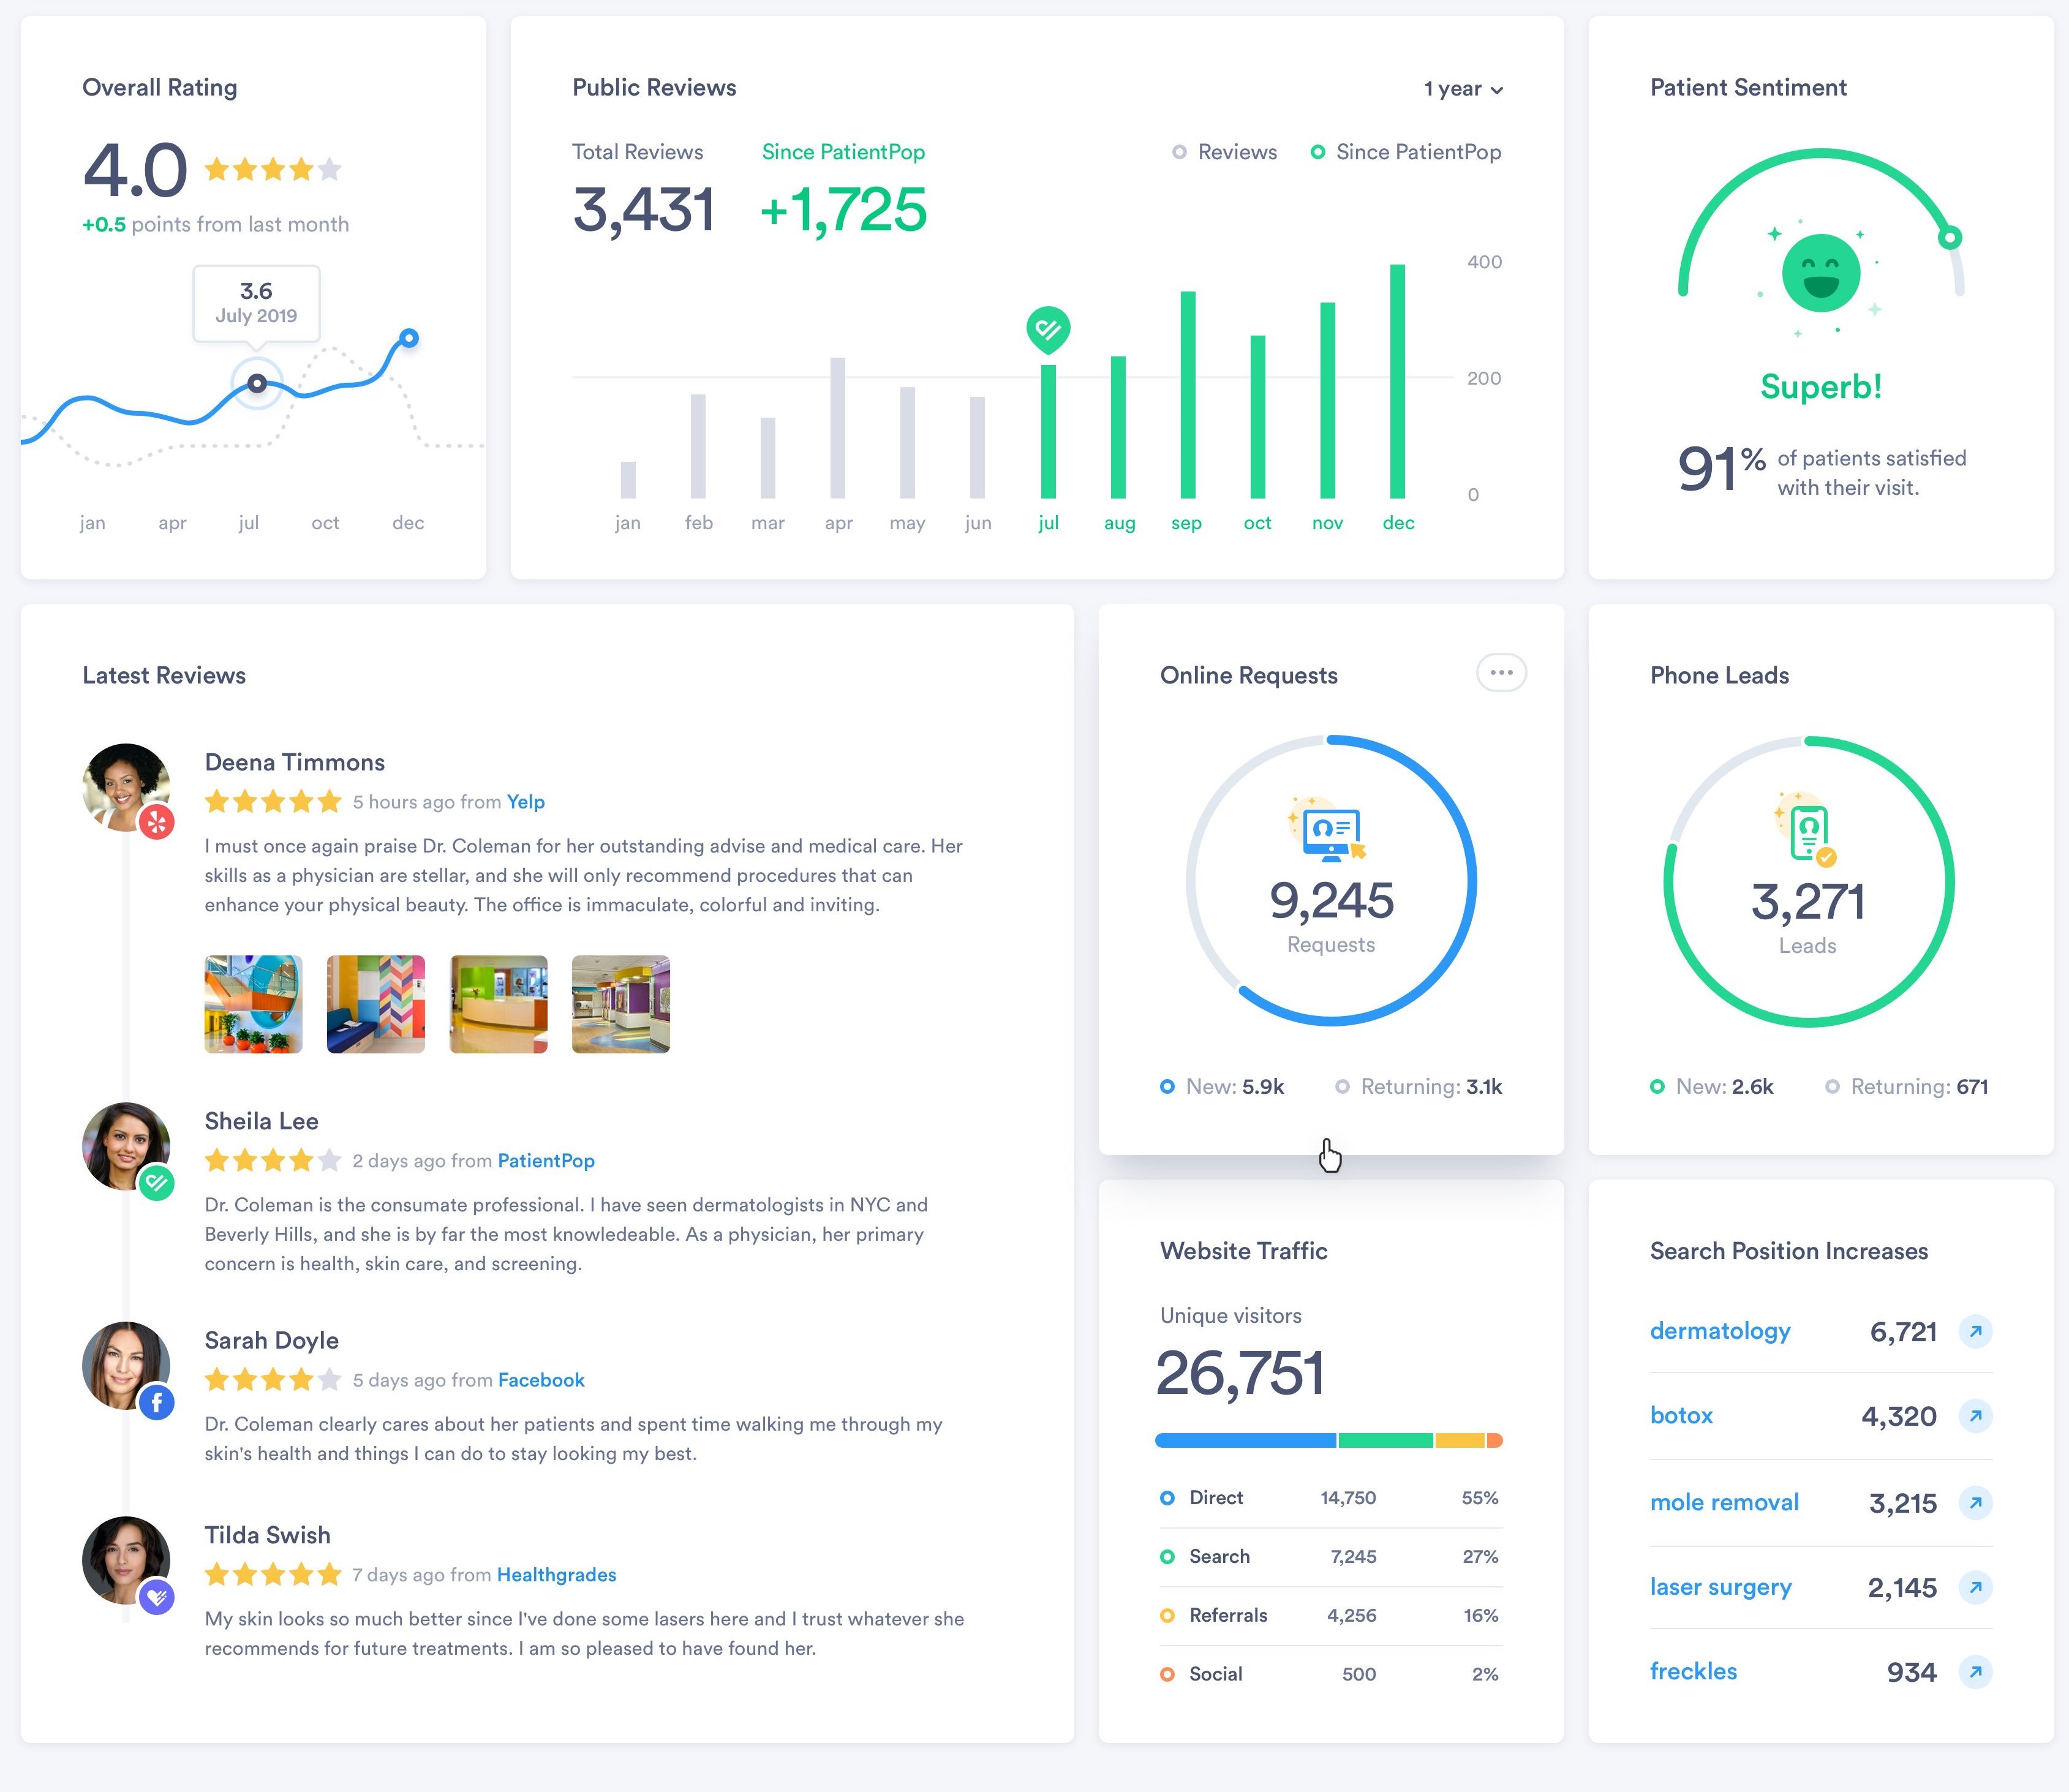 Overall Rating
4.0
+0.5 points from last month
3.6
July 2019
jan apr jul oct dec
Public Reviews
1 year
Total Reviews
3,431
Since PatientPop
+1,725
Reviews Since PatientPop
400
200
0
jan feb mar apr may jun jul aug sep oct nov dec
Patient Sentiment
Superb!
91% of patients satisfied
with their visit.
Latest Reviews
Deena Timmons
5 hours ago from Yelp
I must once again praise Dr. Coleman for her outstanding advise and medical care. Her
skills as a physician are stellar, and she will only recommend procedures that can
enhance your physical beauty. The office is immaculate, colorful and inviting.
Sheila Lee
2 days ago from PatientPop
Dr. Coleman is the consumate professional. I have seen dermatologists in NYC and
Beverly Hills, and she is by far the most knowledeable. As a physician, her primary
concern is health, skin care, and screening.
Sarah Doyle
5 days ago from Facebook
Dr. Coleman clearly cares about her patients and spent time walking me through my
skin's health and things I can do to stay looking my best.
Tilda Swish
7 days ago from Healthgrades
My skin looks so much better since I've done some lasers here and I trust whatever she
recommends for future treatments. I am so pleased to have found her.
Online Requests
9,245
Requests
New: 5.9k Returning: 3.1k
Phone Leads
3,271
Leads
New: 2.6k Returning: 671
Website Traffic
Unique visitors
26,751
Direct 14,750 55%
Search 7,245 27%
Referrals 4,256 16%
Social 500 2%
Search Position Increases
dermatology 6,721
botox 4,320
mole removal 3,215
laser surgery 2,145
freckles 934